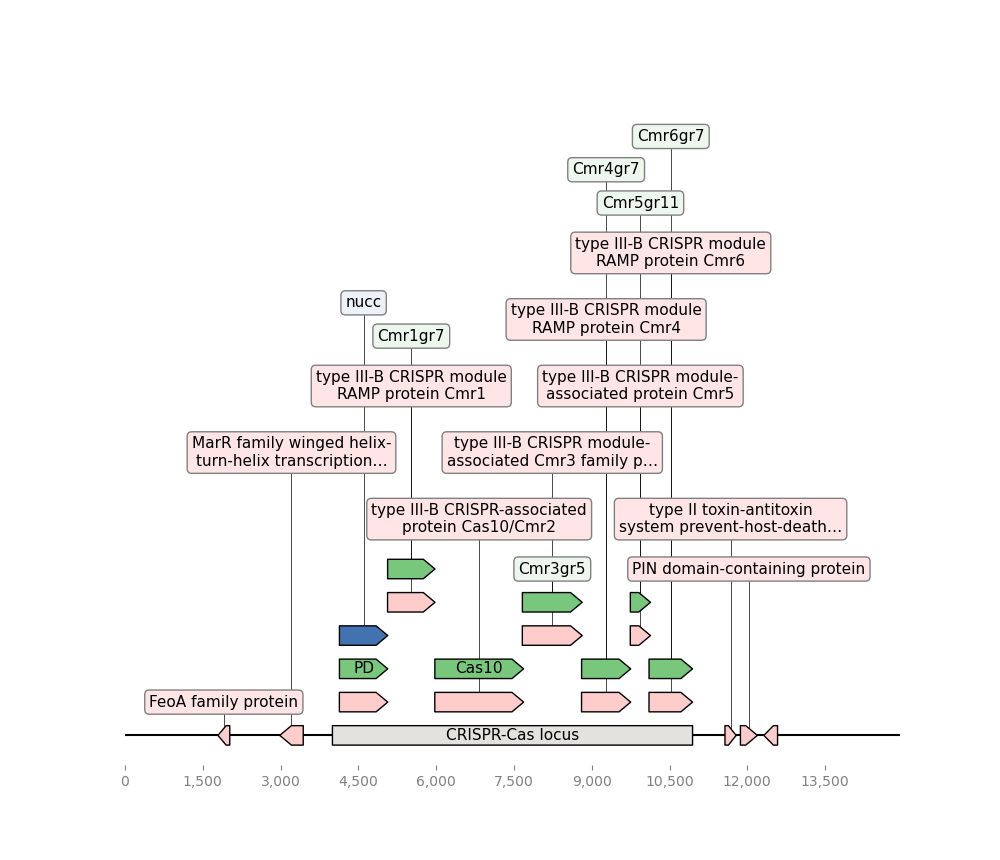 Cmr6gr7
Cmr4gr7
Cmr5gr11
type III-B CRISPR module
RAMP protein Cmr6
nucc
type III-B CRISPR module
RAMP protein Cmr4
Cmr1gr7
type III-B CRISPR module
RAMP protein Cmr1
type III-B CRISPR module-
associated protein Cmr5
MarR family winged helix-
turn-helix transcription…
type III-B CRISPR module-
associated Cmr3 family p…
type III-B CRISPR-associated
protein Cas10/Cmr2
type II toxin-antitoxin
system prevent-host-death…
Cmr3gr5
PIN domain-containing protein
PD
Cas10
FeoA family protein
CRISPR-Cas locus
0 1,500 3,000 4,500 6,000 7,500 9,000 10,500 12,000 13,500